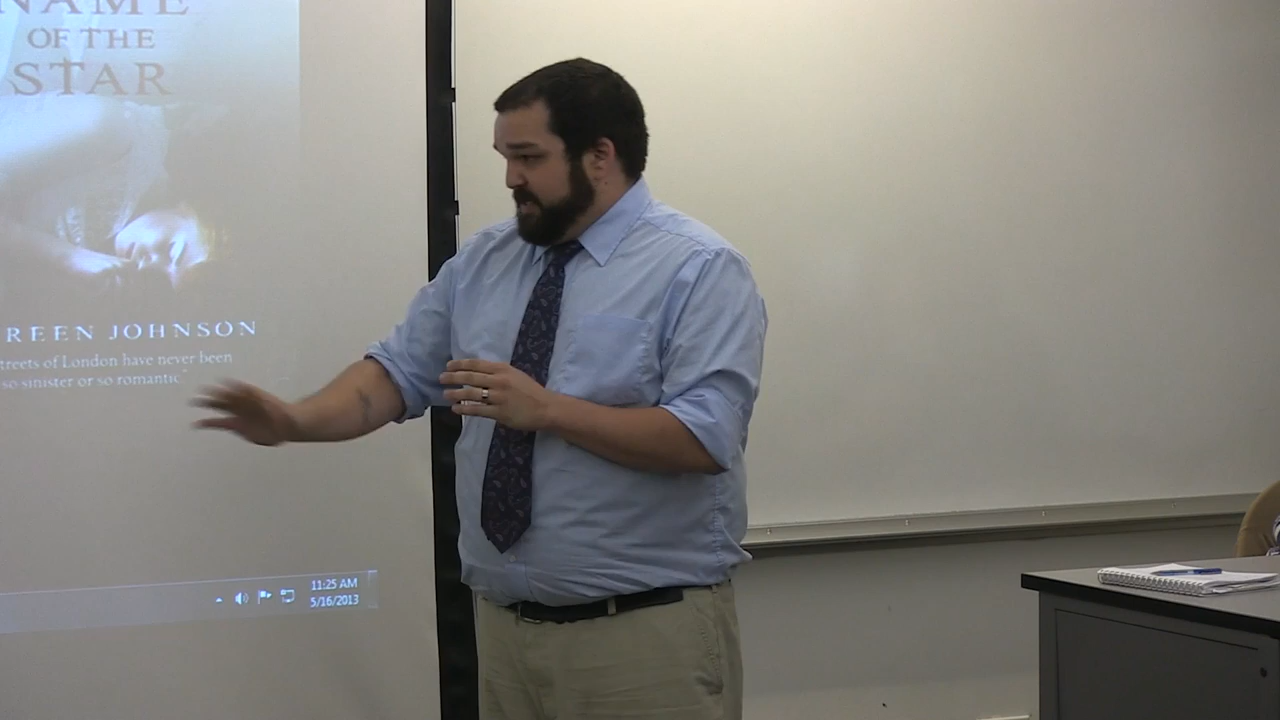 NAME
OF THE
STAR
REEN JOHNSON
treets of London have never been
so sinister or so romantic"
11:25 AM
5/16/2013